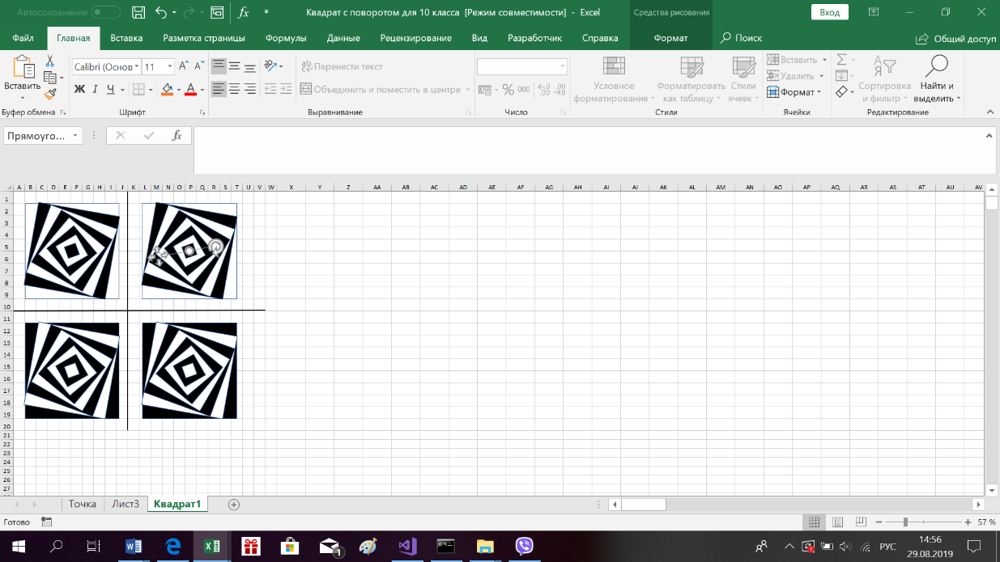 Автосохранение
Квадрат с поворотом для 10 класса [Режим совместимости] - Excel
Средства рисования
Вход
Файл Главная Вставка Разметка страницы Формулы Данные Рецензирование Вид Разработчик Справка Формат Поиск Общий доступ
Вставить
Calibri (Основ 11
Ж К Ч
Перенести текст
Объединить и поместить в центре
% 000
Условное форматирование
Форматировать как таблицу
Стили ячеек
Вставить
Удалить
Формат
Сортировка и фильтр
Найти и выделить
Буфер обмена Шрифт Выравнивание Число Стили Ячейки Редактирование
Прямоуго...
fx
A B C D E F G H I J K L M N O P Q R S T U V W X Y Z AA AB AC AD AE AF AG AH AI AJ AK AL AM AN AO AP AQ AR AS AT AU AV
1
2
3
4
5
6
7
8
9
10
11
12
13
14
15
16
17
18
19
20
21
22
23
24
25
26
27
Точка Лист3 Квадрат1
Готово
57 %
1
РУС
14:56
29.08.2019